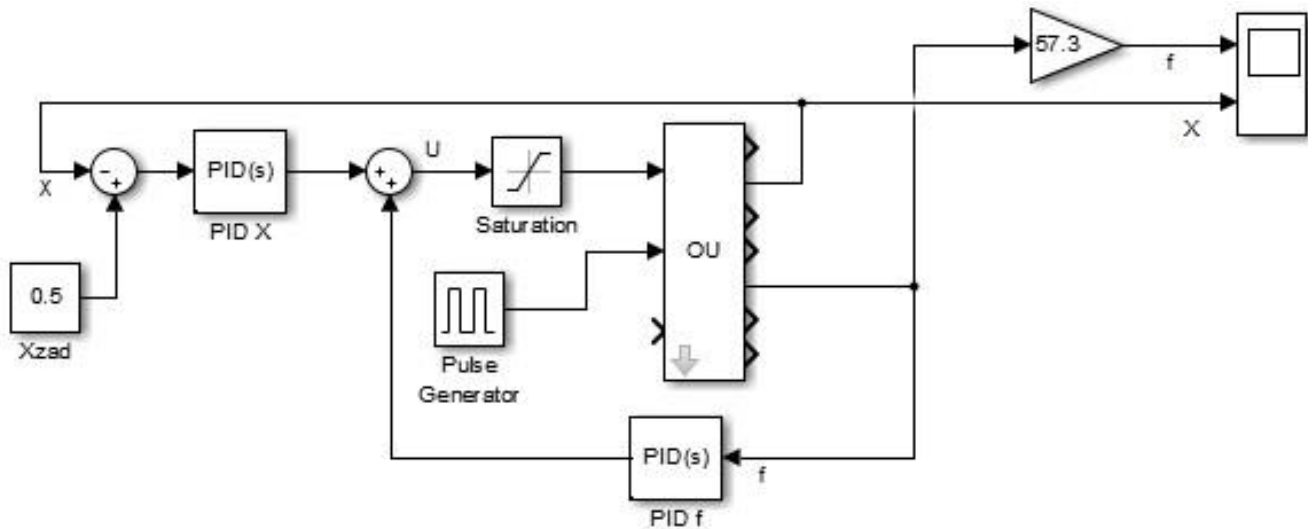 57.3
f
X
X
-
+
PID(s)
PID X
+
+
U
Saturation
0.5
Xzad
OU
Pulse
Generator
PID(s)
f
PID f